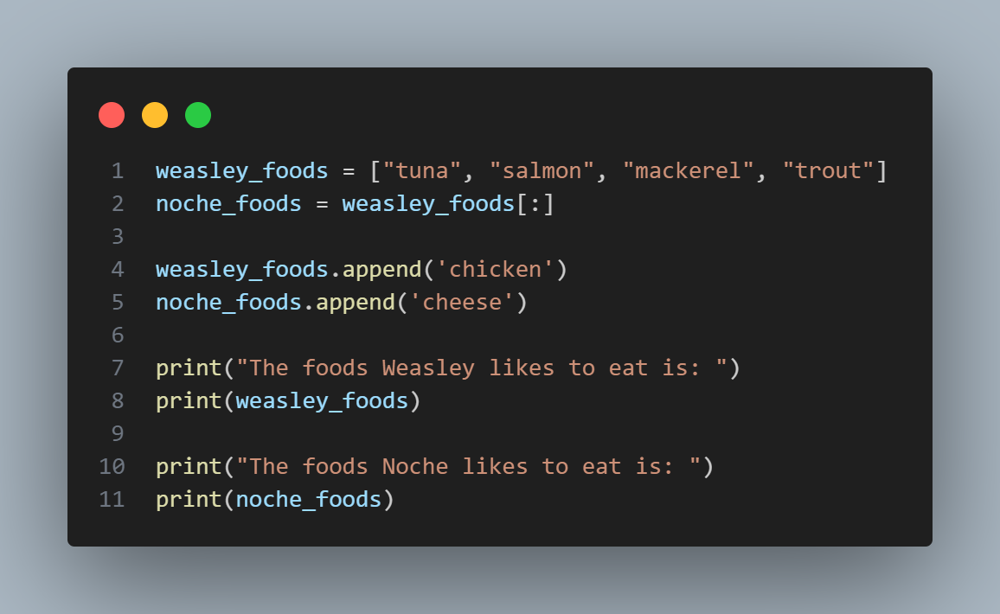 1 weasley_foods = ["tuna", "salmon", "mackerel", "trout"]
2 noche_foods = weasley_foods[:]
3
4 weasley_foods.append('chicken')
5 noche_foods.append('cheese')
6
7 print("The foods Weasley likes to eat is: ")
8 print(weasley_foods)
9
10 print("The foods Noche likes to eat is: ")
11 print(noche_foods)